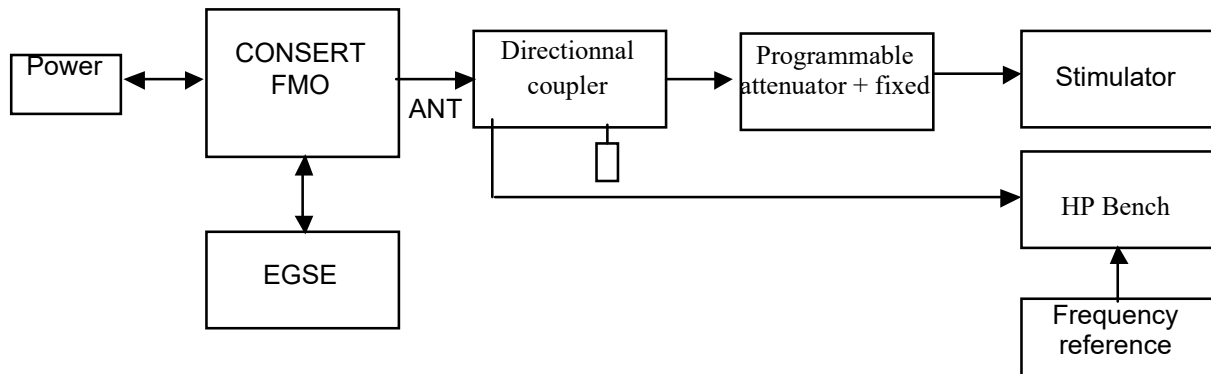 Power
CONSERT
FMO
ANT
Directionnal
coupler
Programmable
attenuator + fixed
Stimulator
HP Bench
EGSE
Frequency
reference